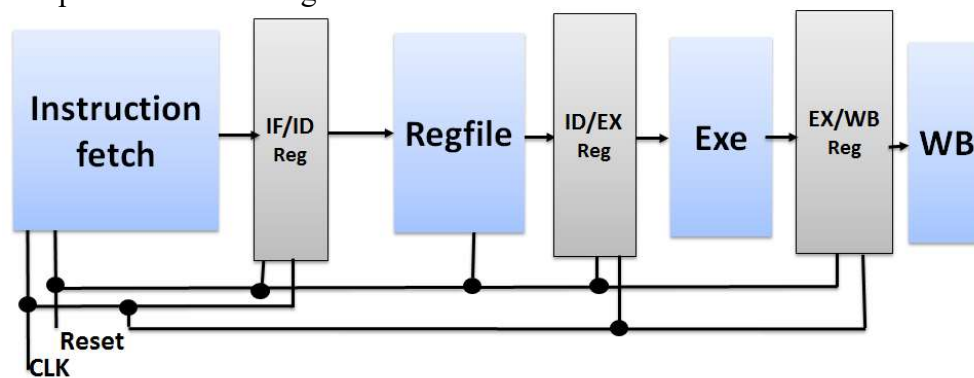 Instruction
fetch
IF/ID
Reg
Regfile
ID/EX
Reg
Exe
EX/WB
Reg
WB
Reset
CLK